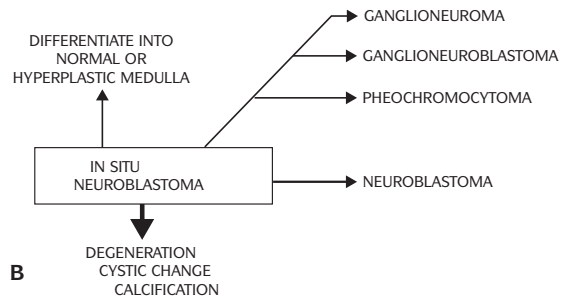 GANGLIONEUROMA
DIFFERENTIATE INTO
NORMAL OR
HYPERPLASTIC MEDULLA
GANGLIONEUROBLASTOMA
PHEOCHROMOCYTOMA
IN SITU
NEUROBLASTOMA
NEUROBLASTOMA
DEGENERATION
CYSTIC CHANGE
CALCIFICATION
B